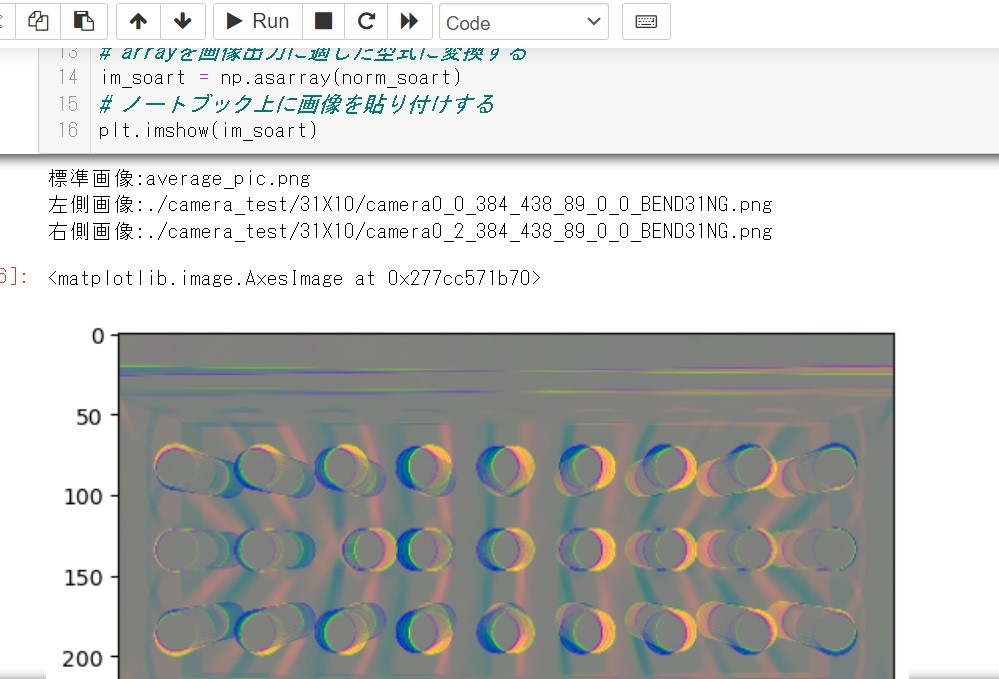 Run
Code
13 # arrayを画像出力に適した型式に変換する
14 im_soart = np.asarray(norm_soart)
15 # ノートブック上に画像を貼り付けする
16 plt.imshow(im_soart)
標準画像:average_pic.png
左側画像:./camera_test/31X10/camera0_0_384_438_89_0_0_BEND31NG.png
右側画像:./camera_test/31X10/camera0_2_384_438_89_0_0_BEND31NG.png
6]: <matplotlib.image.AxesImage at 0x277cc571b70>
0
50
100
150
200